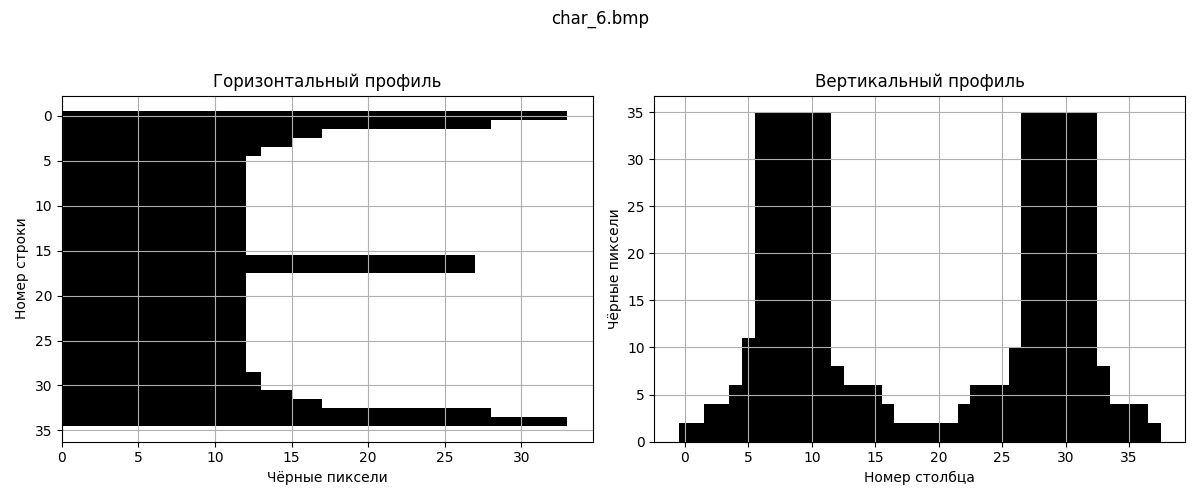 char_6.bmp
Горизонтальный профиль
Вертикальный профиль
Номер строки
0
5
10
15
20
25
30
35
0 5 10 15 20 25 30
Чёрные пиксели
Чёрные пиксели
35
30
25
20
15
10
5
0
0 5 10 15 20 25 30 35
Номер столбца